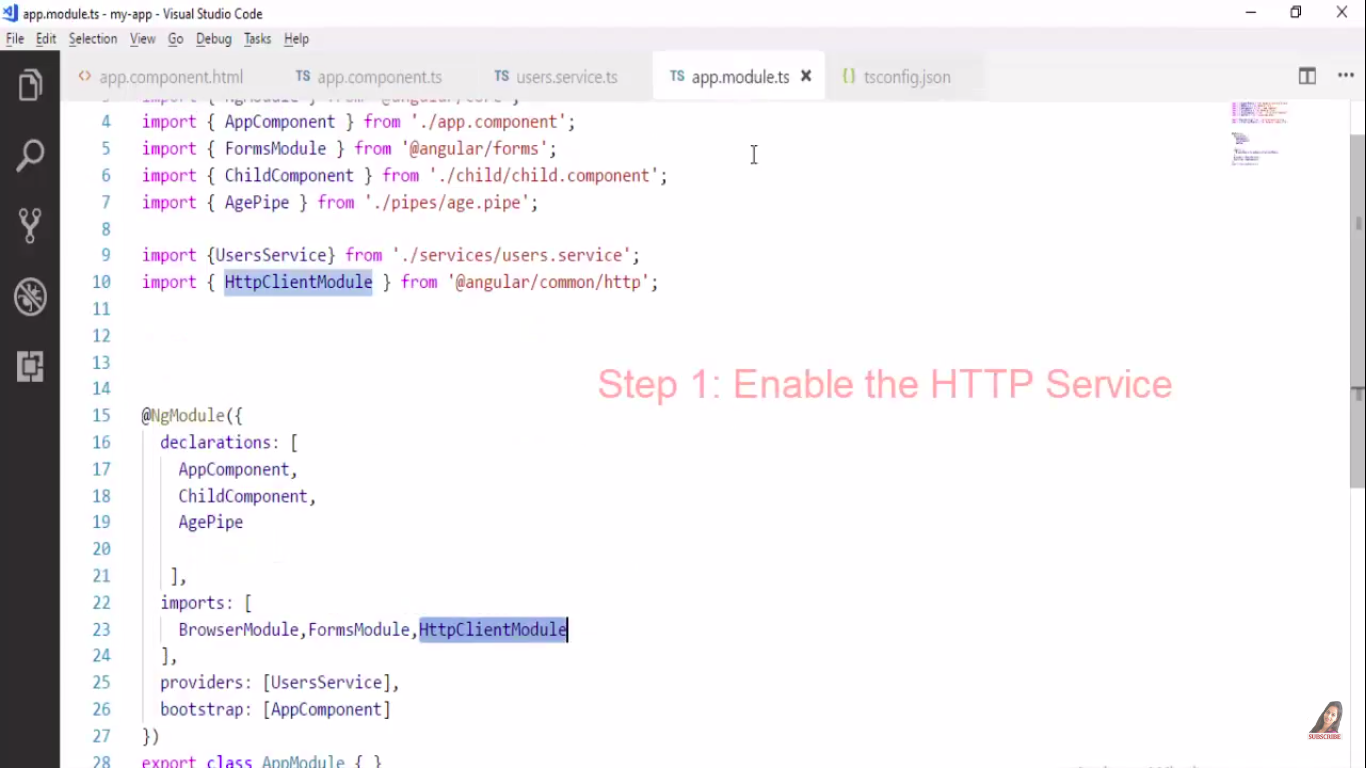 app.module.ts - my-app - Visual Studio Code
File Edit Selection View Go Debug Tasks Help
<> app.component.html TS app.component.ts TS users.service.ts TS app.module.ts × {} tsconfig.json
4 import { AppComponent } from './app.component';
5 import { FormsModule } from '@angular/forms';
6 import { ChildComponent } from './child/child.component';
7 import { AgePipe } from './pipes/age.pipe';
8
9 import {UsersService} from './services/users.service';
10 import { HttpClientModule } from '@angular/common/http';
11
12
13
Step 1: Enable the HTTP Service
14
15 @NgModule({
16 declarations: [
17 AppComponent,
18 ChildComponent,
19 AgePipe
20
21 ],
22 imports: [
23 BrowserModule,FormsModule,HttpClientModule
24 ],
25 providers: [UsersService],
26 bootstrap: [AppComponent]
27 })
28 export class AppModule { }
SUBSCRIBE